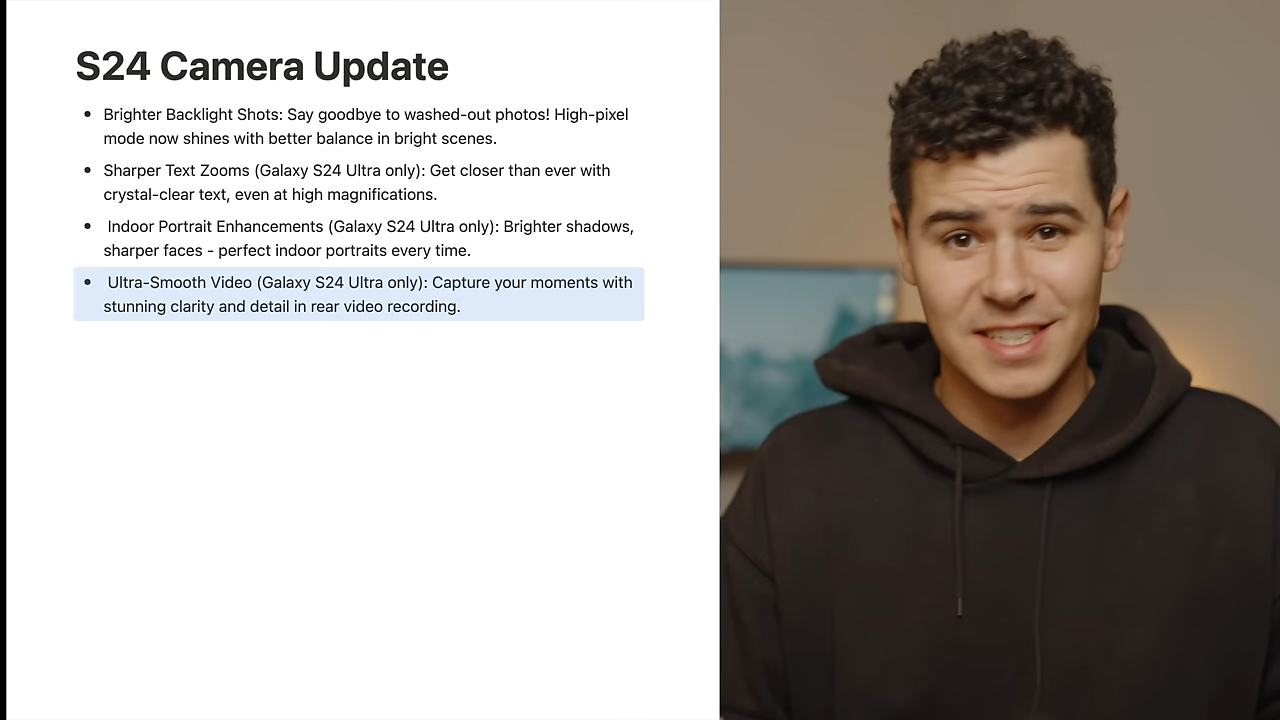 S24 Camera Update
• Brighter Backlight Shots: Say goodbye to washed-out photos! High-pixel
mode now shines with better balance in bright scenes.
• Sharper Text Zooms (Galaxy S24 Ultra only): Get closer than ever with
crystal-clear text, even at high magnifications.
• Indoor Portrait Enhancements (Galaxy S24 Ultra only): Brighter shadows,
sharper faces - perfect indoor portraits every time.
• Ultra-Smooth Video (Galaxy S24 Ultra only): Capture your moments with
stunning clarity and detail in rear video recording.